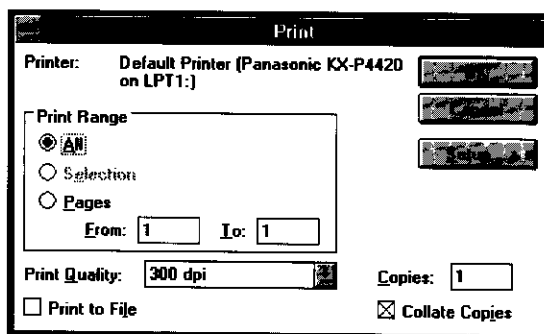 Print
Printer: Default Printer (Panasonic KX-P4420
on LPT1:)
Print Range
All
Selection
Pages
From: 1 To: 1
Print Quality: 300 dpi
Copies: 1
Print to File
Collate Copies